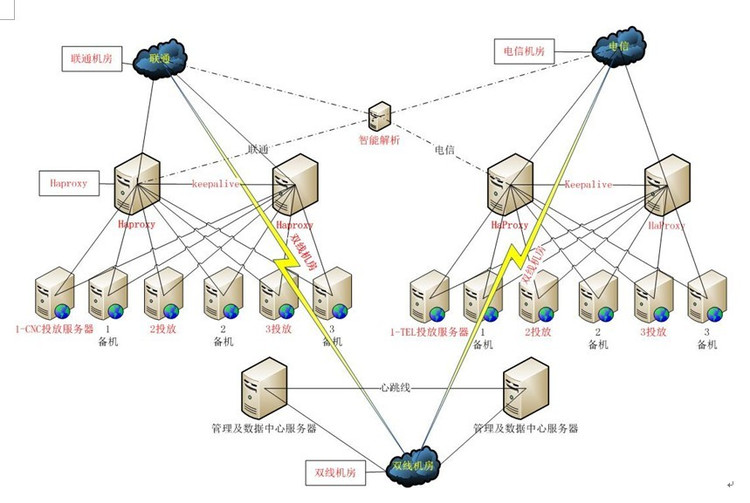 联通机房
联通
电信机房
电信
智能解析
联通
电信
Haproxy
keepalive
Keepalive
Haproxy
Haproxy
HaProxy
HaProxy
双线机房
双线机房
1-CNC投放服务器
1
备机
2投放
2
备机
3投放
3
备机
1-TEL投放服务器
1
备机
2投放
2
备机
3投放
3
备机
心跳线
管理及数据中心服务器
管理及数据中心服务器
双线机房
双线机房